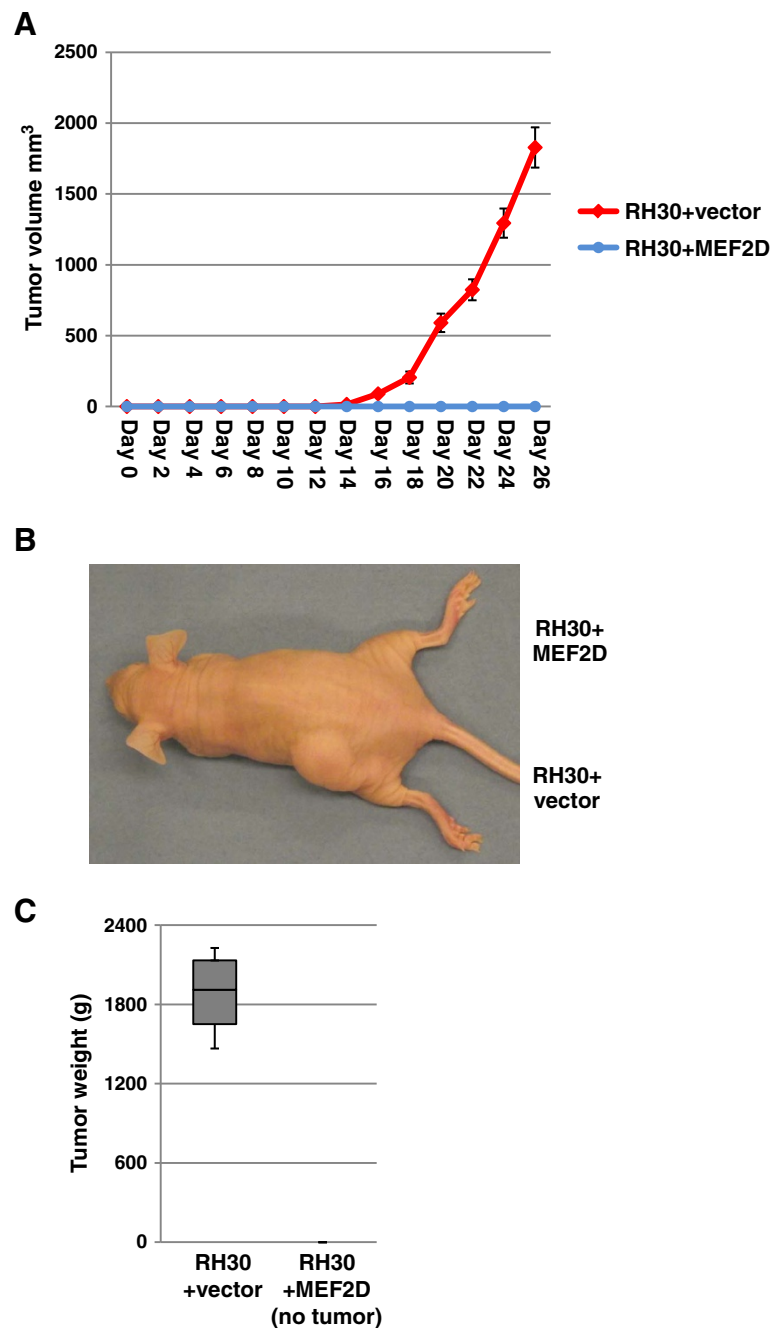 A
2500
2000
1500
1000
500
0
Tumor volume mm³
Day 0
Day 2
Day 4
Day 6
Day 8
Day 10
Day 12
Day 14
Day 16
Day 18
Day 20
Day 22
Day 24
Day 26
RH30+vector
RH30+MEF2D
B
RH30+
MEF2D
RH30+
vector
C
2400
1800
1200
600
0
Tumor weight (g)
RH30
+vector
RH30
+MEF2D
(no tumor)